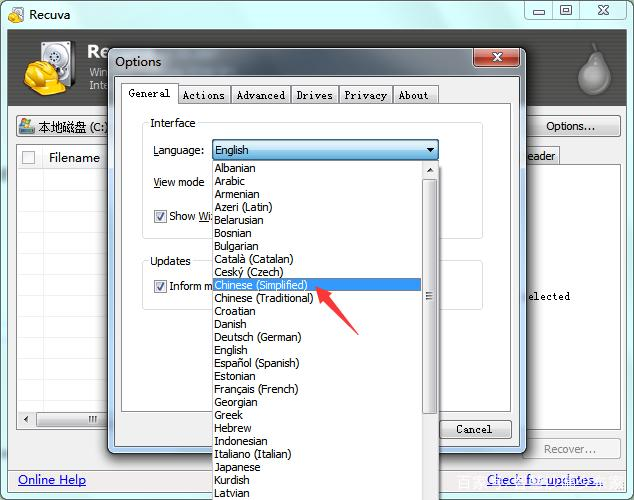 Recuva
Re
Win
Inte
Options
General
Actions
Advanced
Drives
Privacy
About
本地磁盘 (C:)
Options...
Filename
eader
Interface
Language:
English
View mode
Show Wiz
Updates
Inform m
Albanian
Arabic
Armenian
Azeri (Latin)
Belarusian
Bosnian
Bulgarian
Català (Catalan)
Ceský (Czech)
Chinese (Simplified)
Chinese (Traditional)
Croatian
Danish
Deutsch (German)
English
Español (Spanish)
Estonian
Français (French)
Georgian
Greek
Hebrew
Indonesian
Italiano (Italian)
Japanese
Kurdish
Latvian
elected
Cancel
Recover...
Online Help
Check for updates...